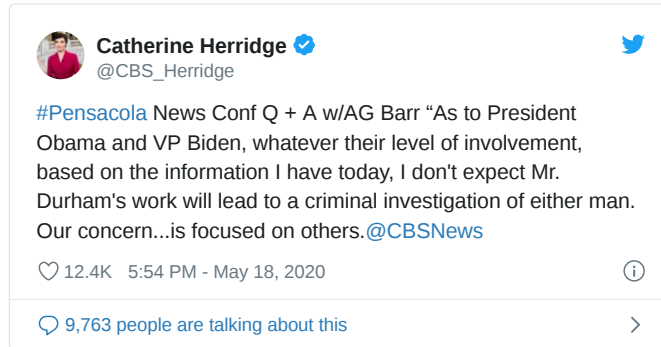 Catherine Herridge
@CBS_Herridge
#Pensacola News Conf Q + A w/AG Barr “As to President
Obama and VP Biden, whatever their level of involvement,
based on the information I have today, I don't expect Mr.
Durham's work will lead to a criminal investigation of either man.
Our concern...is focused on others.@CBSNews
12.4K 5:54 PM - May 18, 2020
9,763 people are talking about this